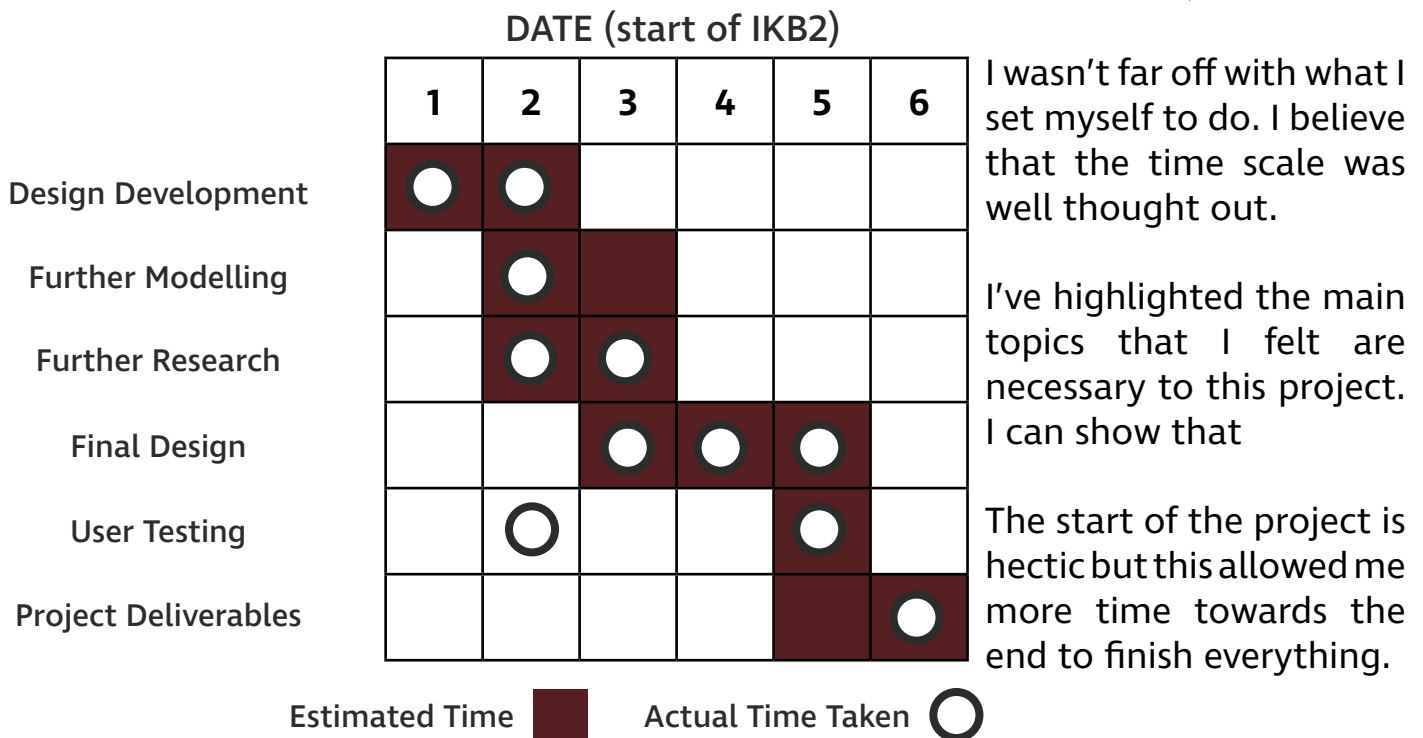 DATE (start of IKB2)
1 2 3 4 5 6
Design Development
Further Modelling
Further Research
Final Design
User Testing
Project Deliverables
Estimated Time
Actual Time Taken
I wasn't far off with what I
set myself to do. I believe
that the time scale was
well thought out.
I've highlighted the main
topics that I felt are
necessary to this project.
I can show that
The start of the project is
hectic but this allowed me
more time towards the
end to finish everything.